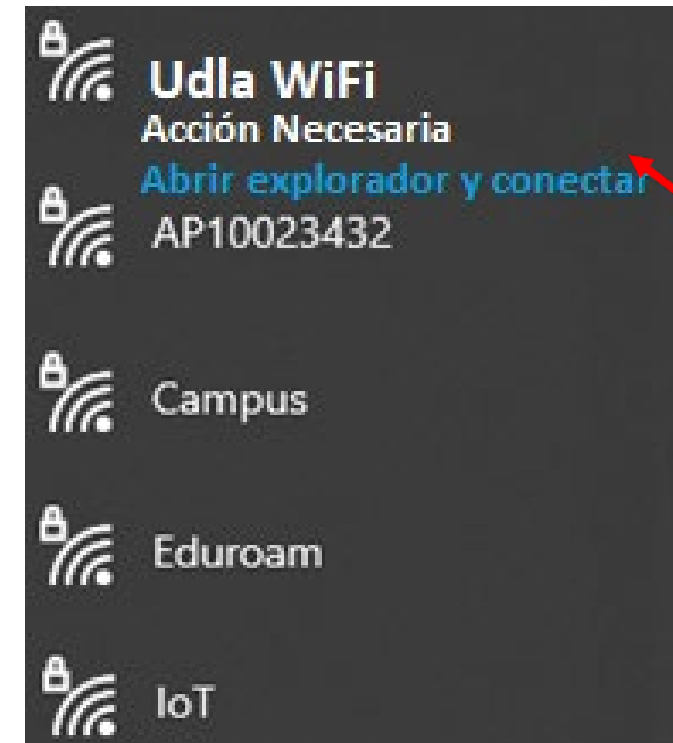 Udla WiFi
Acción Necesaria
Abrir explorador y conectar
AP10023432
Campus
Eduroam
IoT